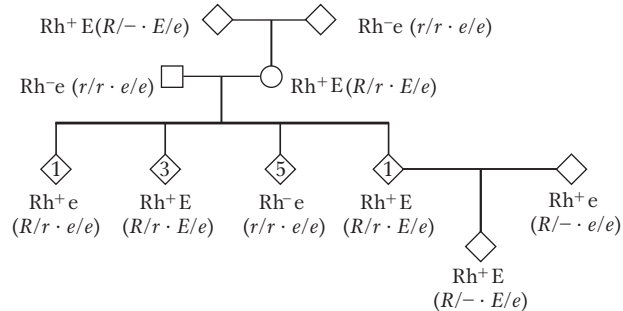 Rh⁺ E(R/– · E/e)
Rh⁻e (r/r · e/e)
Rh⁻e (r/r · e/e)
Rh⁺E(R/r · E/e)
1
3
5
1
Rh⁺ e
(R/r · e/e)
Rh⁺E
(R/r · E/e)
Rh⁻e
(r/r · e/e)
Rh⁺E
(R/r · E/e)
Rh⁺e
(R/– · e/e)
Rh⁺E
(R/– · E/e)